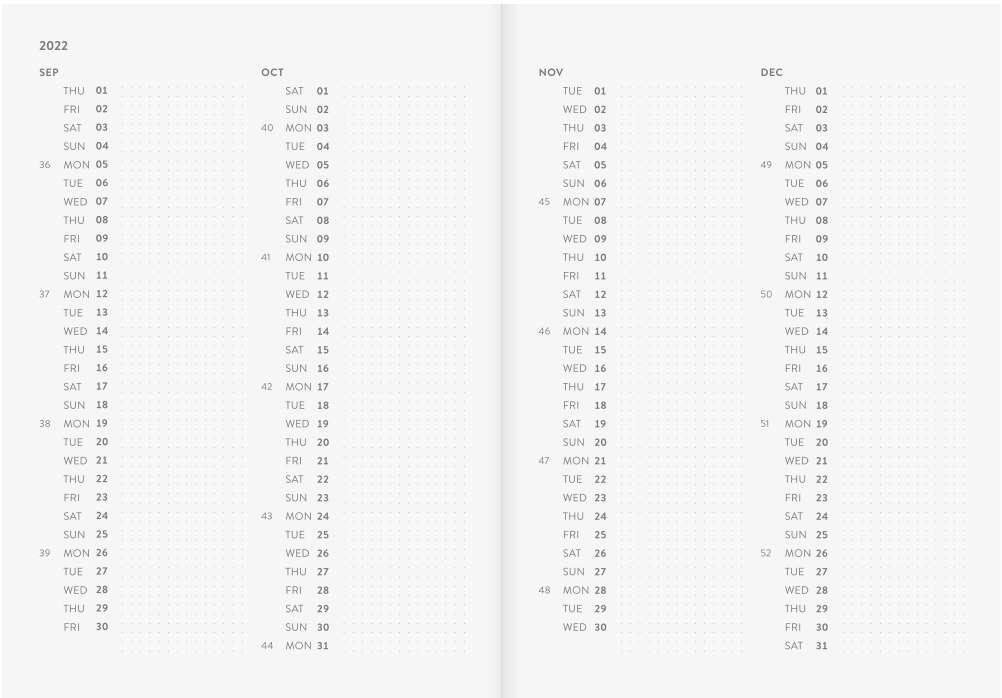 2022
SEP
THU 01
FRI 02
SAT 03
SUN 04
36 MON 05
TUE 06
WED 07
THU 08
FRI 09
SAT 10
SUN 11
37 MON 12
TUE 13
WED 14
THU 15
FRI 16
SAT 17
SUN 18
38 MON 19
TUE 20
WED 21
THU 22
FRI 23
SAT 24
SUN 25
39 MON 26
TUE 27
WED 28
THU 29
FRI 30
OCT
SAT 01
SUN 02
40 MON 03
TUE 04
WED 05
THU 06
FRI 07
SAT 08
SUN 09
41 MON 10
TUE 11
WED 12
THU 13
FRI 14
SAT 15
SUN 16
42 MON 17
TUE 18
WED 19
THU 20
FRI 21
SAT 22
SUN 23
43 MON 24
TUE 25
WED 26
THU 27
FRI 28
SAT 29
SUN 30
44 MON 31
NOV
TUE 01
WED 02
THU 03
FRI 04
SAT 05
SUN 06
45 MON 07
TUE 08
WED 09
THU 10
FRI 11
SAT 12
SUN 13
46 MON 14
TUE 15
WED 16
THU 17
FRI 18
SAT 19
SUN 20
47 MON 21
TUE 22
WED 23
THU 24
FRI 25
SAT 26
SUN 27
48 MON 28
TUE 29
WED 30
DEC
THU 01
FRI 02
SAT 03
SUN 04
49 MON 05
TUE 06
WED 07
THU 08
FRI 09
SAT 10
SUN 11
50 MON 12
TUE 13
WED 14
THU 15
FRI 16
SAT 17
SUN 18
51 MON 19
TUE 20
WED 21
THU 22
FRI 23
SAT 24
SUN 25
52 MON 26
TUE 27
WED 28
THU 29
FRI 30
SAT 31